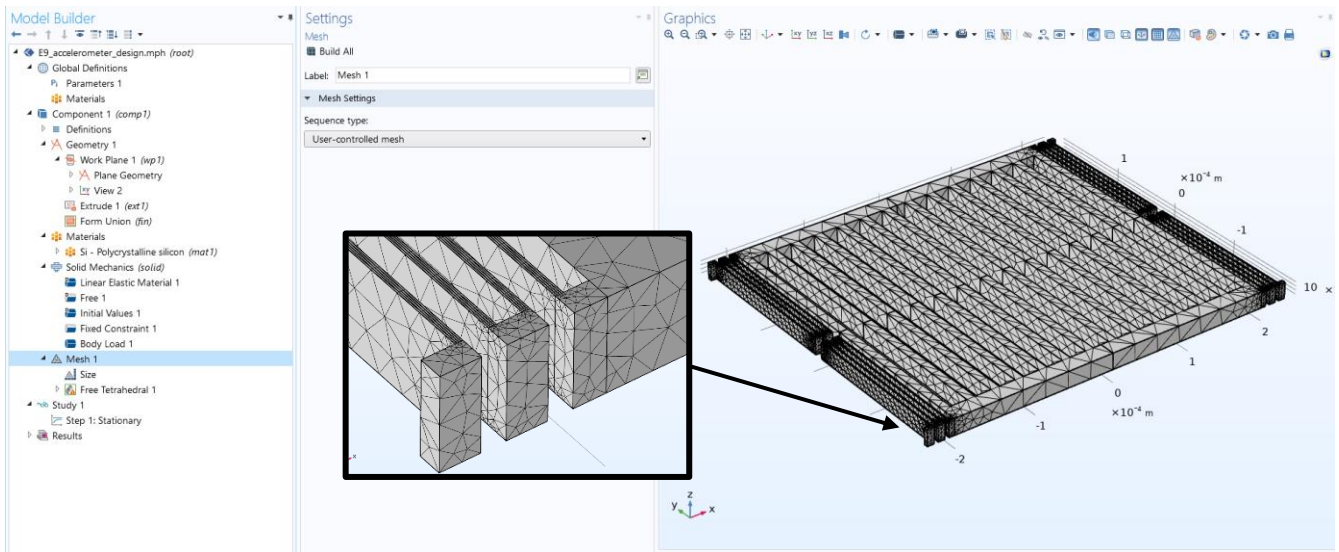 Model Builder
E9_accelerometer_design.mph (root)
Global Definitions
Pi Parameters 1
Materials
Component 1 (comp1)
Definitions
Geometry 1
Work Plane 1 (wp1)
Plane Geometry
View 2
Extrude 1 (ext1)
Form Union (fin)
Materials
Si - Polycrystalline silicon (mat1)
Solid Mechanics (solid)
Linear Elastic Material 1
Free 1
Initial Values 1
Fixed Constraint 1
Body Load 1
Mesh 1
Size
Free Tetrahedral 1
Study 1
Step 1: Stationary
Results
Settings
Mesh
Build All
Label: Mesh 1
Mesh Settings
Sequence type:
User-controlled mesh
x
Graphics
1
×10⁻⁴ m
0
-1
10 ×
2
1
0
×10⁻⁴ m
-1
-2
z
y
x